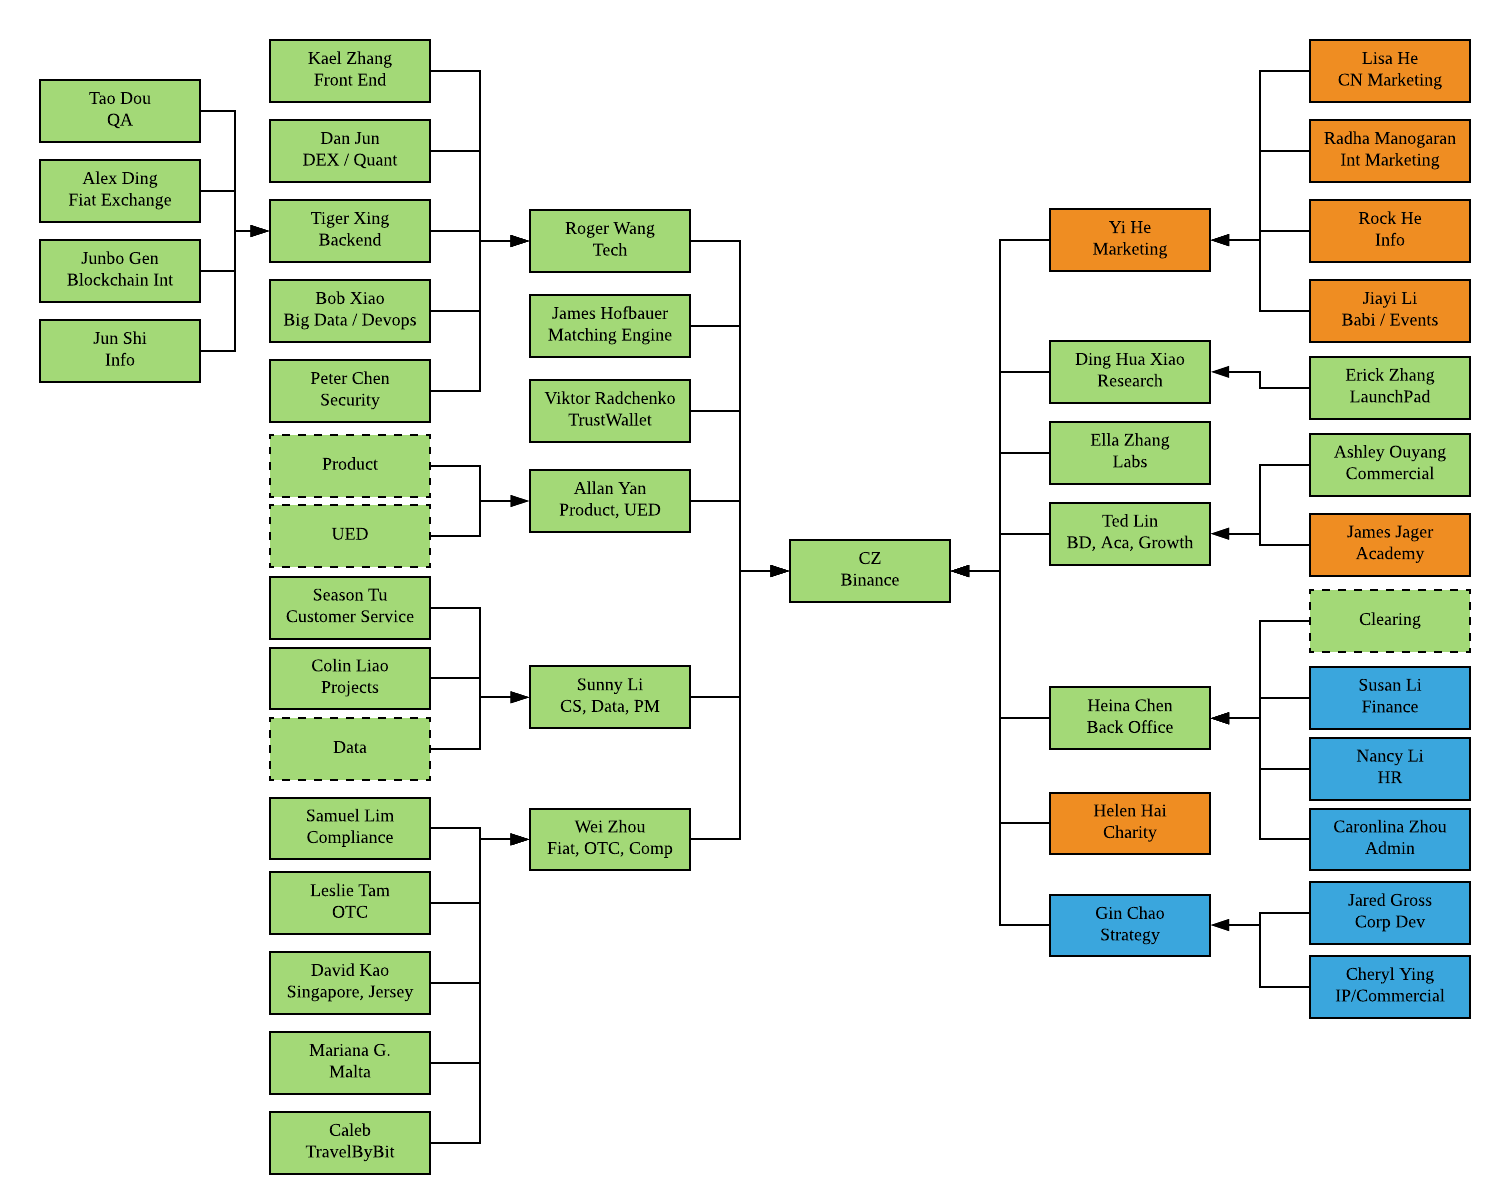 Tao Dou
QA
Alex Ding
Fiat Exchange
Junbo Gen
Blockchain Int
Jun Shi
Info
Kael Zhang
Front End
Dan Jun
DEX / Quant
Tiger Xing
Backend
Bob Xiao
Big Data / Devops
Peter Chen
Security
Product
UED
Season Tu
Customer Service
Colin Liao
Projects
Data
Samuel Lim
Compliance
Leslie Tam
OTC
David Kao
Singapore, Jersey
Mariana G.
Malta
Caleb
TravelByBit
Roger Wang
Tech
James Hofbauer
Matching Engine
Viktor Radchenko
TrustWallet
Allan Yan
Product, UED
Sunny Li
CS, Data, PM
Wei Zhou
Fiat, OTC, Comp
CZ
Binance
Yi He
Marketing
Ding Hua Xiao
Research
Ella Zhang
Labs
Ted Lin
BD, Aca, Growth
Heina Chen
Back Office
Helen Hai
Charity
Gin Chao
Strategy
Lisa He
CN Marketing
Radha Manogaran
Int Marketing
Rock He
Info
Jiayi Li
Babi / Events
Erick Zhang
LaunchPad
Ashley Ouyang
Commercial
James Jager
Academy
Clearing
Susan Li
Finance
Nancy Li
HR
Caronlina Zhou
Admin
Jared Gross
Corp Dev
Cheryl Ying
IP/Commercial